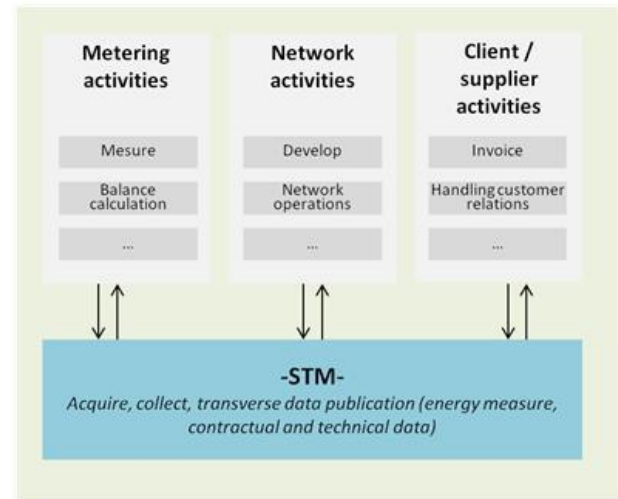 Metering
activities
Mesure
Balance
calculation
...
Network
activities
Develop
Network
operations
...
Client /
supplier
activities
Invoice
Handling customer
relations
...
-STM-
Acquire, collect, transverse data publication (energy measure,
contractual and technical data)